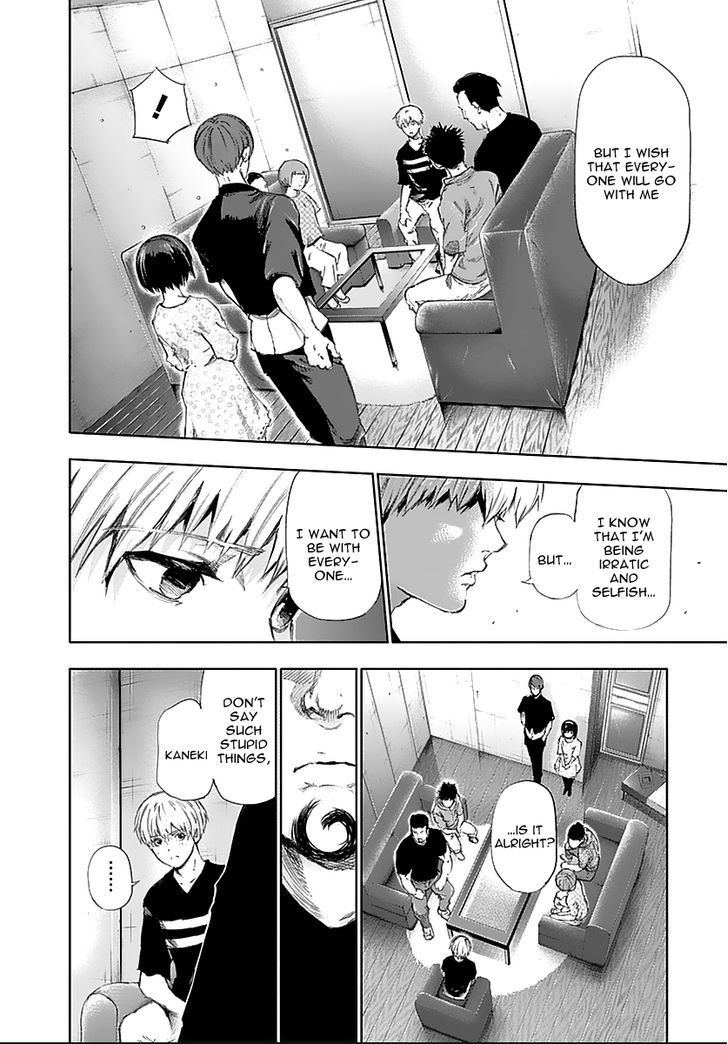 !
BUT I WISH
THAT EVERY-
ONE WILL GO
WITH ME
I KNOW
THAT I'M
BEING
IRRATIC
AND
SELFISH...
BUT...
I WANT TO
BE WITH
EVERY-
ONE...
...IS IT
ALRIGHT?
DON'T
SAY
SUCH
STUPID
THINGS,
KANEKI
......